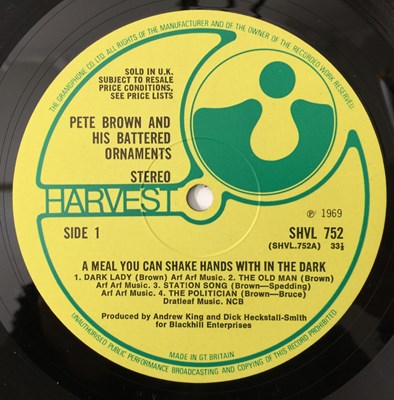 THE GRAMOPHONE CO. LTD. ALL RIGHTS OF THE MANUFACTURER AND OF THE OWNER OF THE RECORDED WORK RESERVED.
SOLD IN U.K.
SUBJECT TO RESALE
PRICE CONDITIONS,
SEE PRICE LISTS
PETE BROWN AND
HIS BATTERED
ORNAMENTS
STEREO
HARVEST
℗ 1969
SIDE 1
SHVL 752
(SHVL.752A) 33⅓
A MEAL YOU CAN SHAKE HANDS WITH IN THE DARK
1. DARK LADY (Brown) Arf Arf Music. 2. THE OLD MAN (Brown)
Arf Arf Music. 3. STATION SONG (Brown—Spedding)
Arf Arf Music. 4. THE POLITICIAN (Brown—Bruce)
Dratleaf Music. NCB
Produced by Andrew King and Dick Heckstall-Smith
for Blackhill Enterprises
MADE IN GT. BRITAIN
UNAUTHORISED PUBLIC PERFORMANCE BROADCASTING AND COPYING OF THIS RECORD PROHIBITED